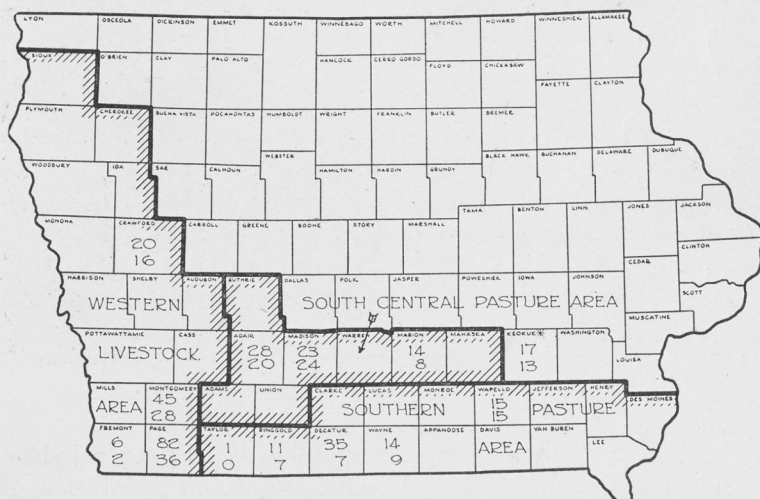 LYON OSCEOLA DICKINSON EMMET KOSSUTH WINNEBAGO WORTH MITCHELL HOWARD WINNESHIEK ALLAMAKEE
SIOUX O'BRIEN CLAY PALO ALTO HANCOCK CERRO GORDO FLOYD CHICKASAW
FAYETTE CLAYTON
PLYMOUTH CHEROKEE BUENA VISTA POCAHONTAS HUMBOLDT WRIGHT FRANKLIN BUTLER BREMER
WOODBURY IDA SAC CALHOUN WEBSTER HAMILTON HARDIN GRUNDY BLACK HAWK BUCHANAN DELAWARE DUBUQUE
MONONA CRAWFORD CARROLL GREENE BOONE STORY MARSHALL TAMA BENTON LINN JONES JACKSON
20
16
CLINTON
CEDAR
HARRISON SHELBY AUDUBON GUTHRIE DALLAS POLK JASPER POWESHIEK IOWA JOHNSON
SCOTT
WESTERN SOUTH CENTRAL PASTURE AREA
MUSCATINE
POTTAWATTAMIE CASS ADAIR MADISON WARREN MARION MAHASKA KEOKUK* WASHINGTON
LOUISA
LIVESTOCK 28 23 14 17
20 24 8 13
MILLS MONTGOMERY ADAMS UNION CLARKE LUCAS MONROE WAPELLO JEFFERSON HENRY
DES MOINES
AREA 45 SOUTHERN 15 PASTURE
28 15
FREMONT PAGE TAYLOR RINGGOLD DECATUR WAYNE APPANOOSE DAVIS VAN BUREN
LEE
6 82 1 11 35 14 AREA
2 36 0 7 7 9